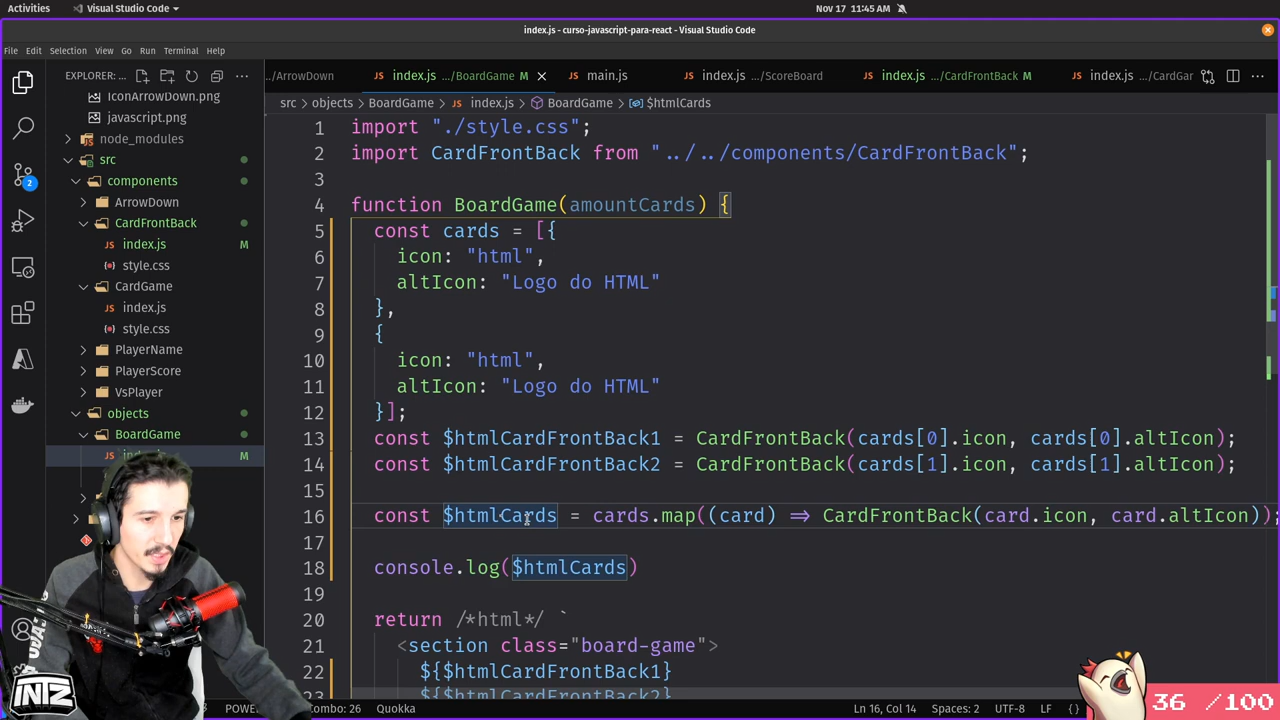 Activities
Visual Studio Code
Nov 17 11:45 AM
index.js - curso-javascript-para-react - Visual Studio Code
File Edit Selection View Go Run Terminal Help
EXPLORER: ...
.../ArrowDown
index.js .../BoardGame M
main.js
index.js .../ScoreBoard
index.js .../CardFrontBack M
index.js .../CardGar
src > objects > BoardGame > JS index.js > BoardGame > $htmlCards
IconArrowDown.png
javascript.png
node_modules
src
components
ArrowDown
CardFrontBack
JS index.js M
style.css
CardGame
JS index.js
style.css
PlayerName
PlayerScore
VsPlayer
objects
BoardGame
M
2
1 import "./style.css";
2 import CardFrontBack from "../../components/CardFrontBack";
3
4 function BoardGame(amountCards) {
5 const cards = [{
6 icon: "html",
7 altIcon: "Logo do HTML"
8 },
9 {
10 icon: "html",
11 altIcon: "Logo do HTML"
12 }];
13 const $htmlCardFrontBack1 = CardFrontBack(cards[0].icon, cards[0].altIcon);
14 const $htmlCardFrontBack2 = CardFrontBack(cards[1].icon, cards[1].altIcon);
15
16 const $htmlCards = cards.map((card) => CardFrontBack(card.icon, card.altIcon));
17
18 console.log($htmlCards)
19
20 return /*html*/ `
21 <section class="board-game">
22 ${$htmlCardFrontBack1}
23 ${$htmlCardFrontBack2}
INTZ
POWE
Combo: 26
Quokka
Ln 16, Col 14
Spaces: 2
UTF-8
LF
{ }
36 /100